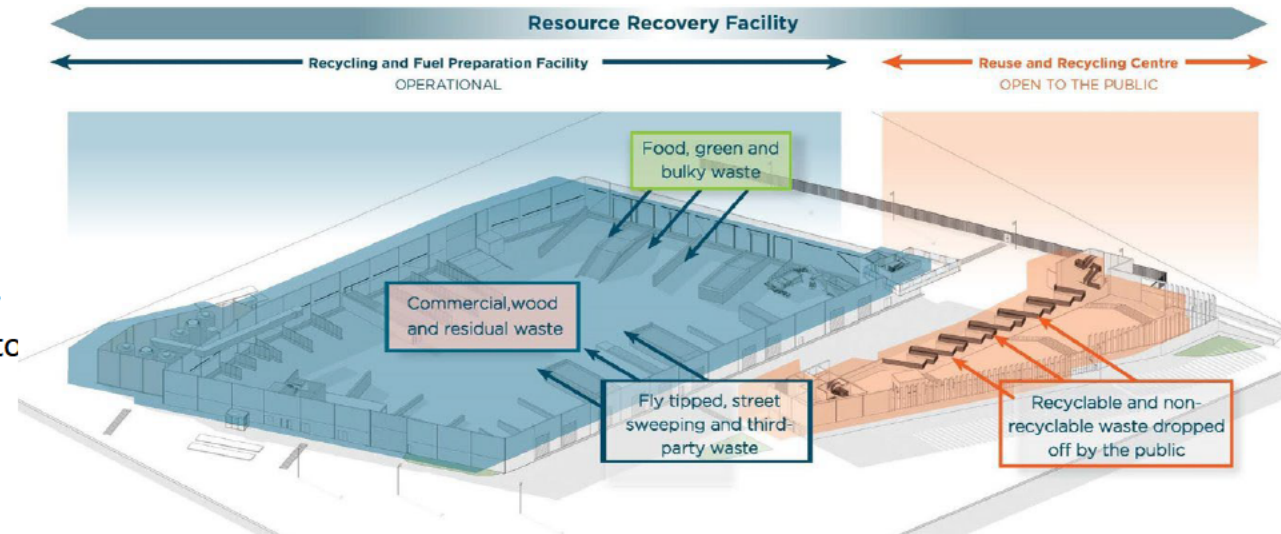 Resource Recovery Facility
Recycling and Fuel Preparation Facility
OPERATIONAL
Reuse and Recycling Centre
OPEN TO THE PUBLIC
Food, green and
bulky waste
Commercial,wood
and residual waste
to
Fly tipped, street
sweeping and third-
party waste
Recyclable and non-
recyclable waste dropped
off by the public